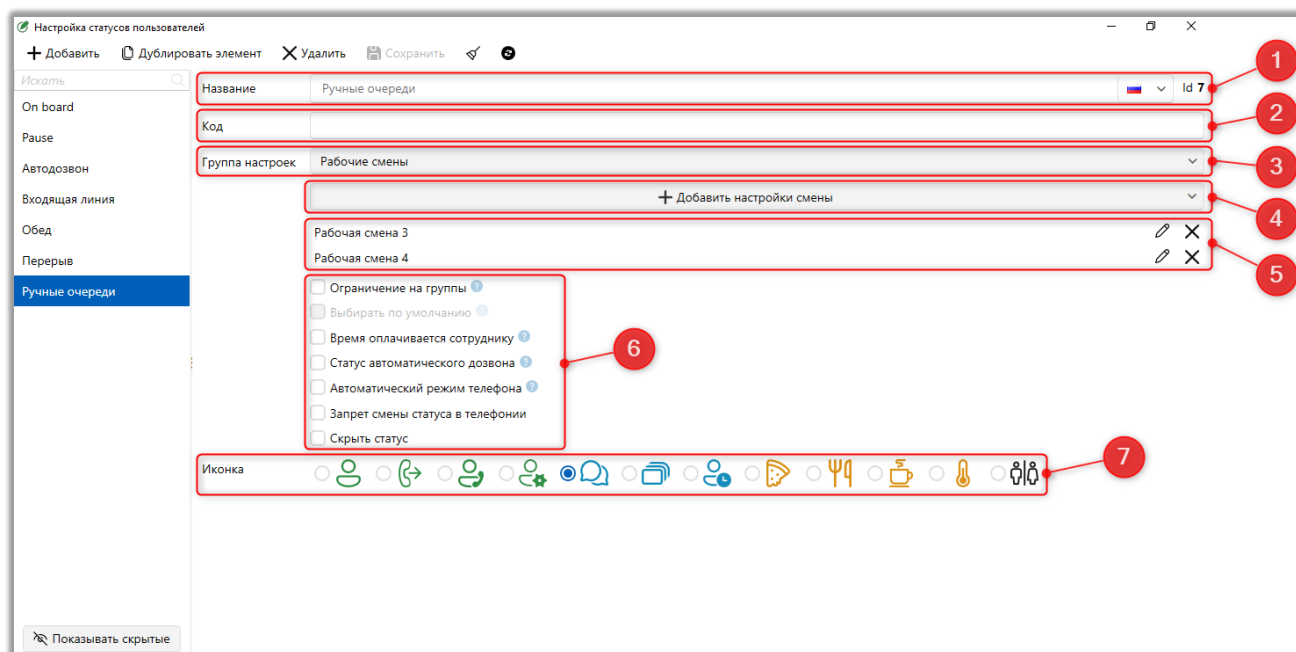 Настройка статусов пользователей
Добавить Дублировать элемент Удалить Сохранить
Искать
On board
Pause
Автодозвон
Входящая линия
Обед
Перерыв
Ручные очереди
Показывать скрытые
Название Ручные очереди Id 7
1
Код
2
Группа настроек Рабочие смены
3
Добавить настройки смены
4
Рабочая смена 3
Рабочая смена 4
5
Ограничение на группы ?
Выбирать по умолчанию ?
Время оплачивается сотруднику ?
Статус автоматического дозвона ?
Автоматический режим телефона ?
Запрет смены статуса в телефонии
Скрыть статус
6
Иконка
7